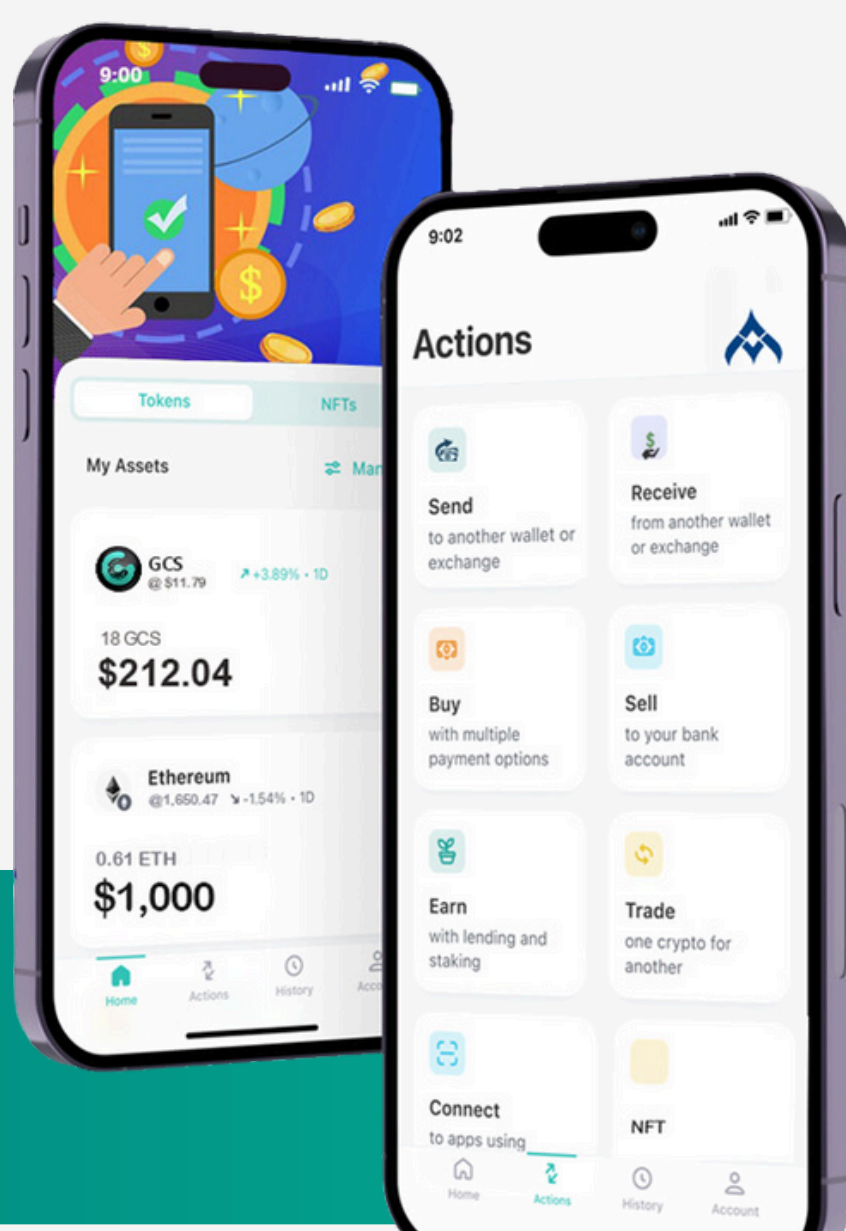 9:00
Tokens
NFTs
My Assets
GCS
@ $11.79
+3.89% • 1D
18 GCS
$212.04
Ethereum
@1,650.47
-1.54% • 1D
0.61 ETH
$1,000
Home
Actions
History
9:02
Actions
Send
to another wallet or
exchange
Receive
from another wallet
or exchange
Buy
with multiple
payment options
Sell
to your bank
account
Earn
with lending and
staking
Trade
one crypto for
another
Connect
to apps using
NFT
Home
Actions
History
Account